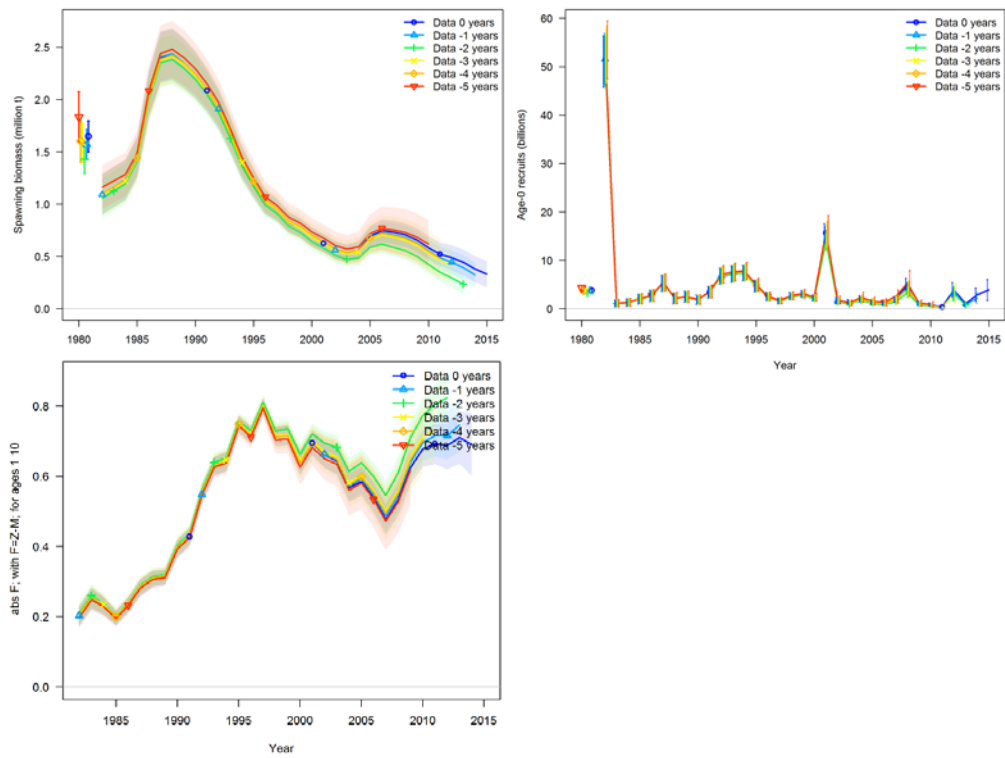 Spawning biomass (million t)
2.5
2.0
1.5
1.0
0.5
0.0
1980 1985 1990 1995 2000 2005 2010 2015
Data 0 years
Data -1 years
Data -2 years
Data -3 years
Data -4 years
Data -5 years
Age-0 recruits (billions)
60
50
40
30
20
10
0
1980 1985 1990 1995 2000 2005 2010 2015
Year
Data 0 years
Data -1 years
Data -2 years
Data -3 years
Data -4 years
Data -5 years
abs F; with F=Z-M; for ages 1 10
0.8
0.6
0.4
0.2
0.0
1985 1990 1995 2000 2005 2010 2015
Year
Data 0 years
Data -1 years
Data -2 years
Data -3 years
Data -4 years
Data -5 years